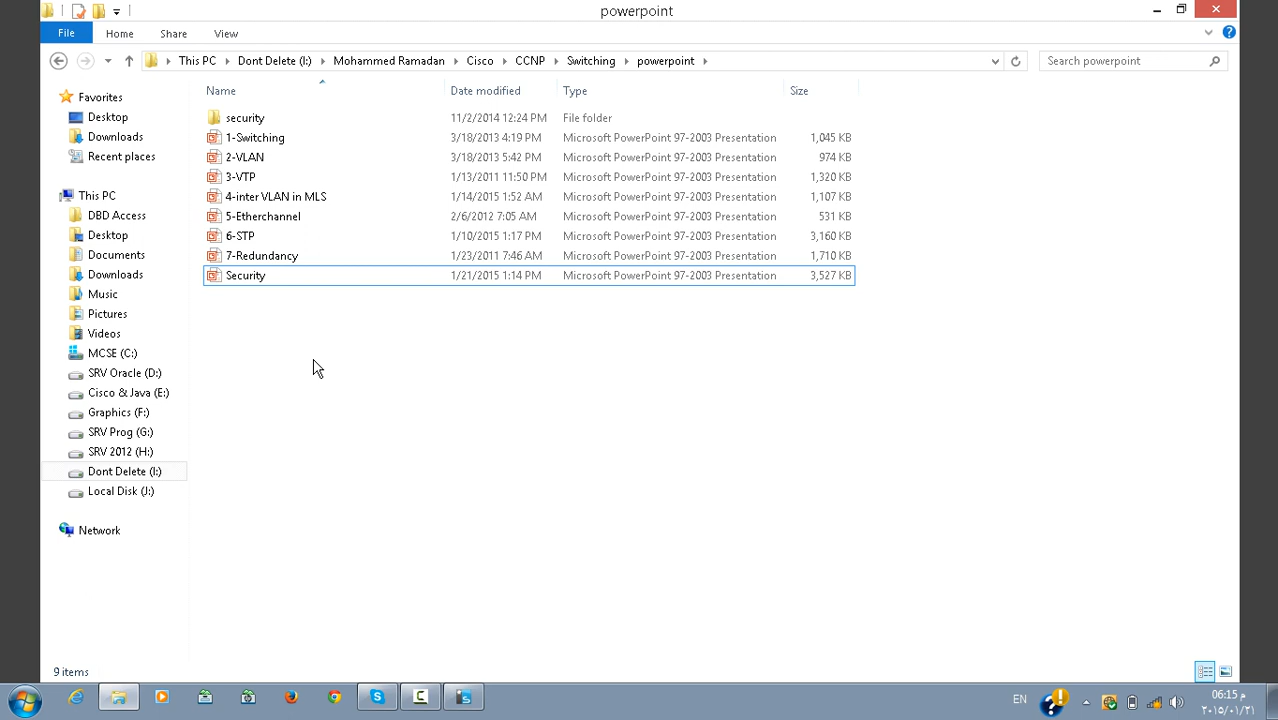 powerpoint
File Home Share View
This PC Dont Delete (I:) Mohammed Ramadan Cisco CCNP Switching powerpoint
Search powerpoint
Name Date modified Type Size
Favorites
Desktop
Downloads
Recent places
This PC
DBD Access
Desktop
Documents
Downloads
Music
Pictures
Videos
MCSE (C:)
SRV Oracle (D:)
Cisco & Java (E:)
Graphics (F:)
SRV Prog (G:)
SRV 2012 (H:)
Dont Delete (I:)
Local Disk (J:)
Network
security 11/2/2014 12:24 PM File folder
1-Switching 3/18/2013 4:19 PM Microsoft PowerPoint 97-2003 Presentation 1,045 KB
2-VLAN 3/18/2013 5:42 PM Microsoft PowerPoint 97-2003 Presentation 974 KB
3-VTP 1/13/2011 11:50 PM Microsoft PowerPoint 97-2003 Presentation 1,320 KB
4-inter VLAN in MLS 1/14/2015 1:52 AM Microsoft PowerPoint 97-2003 Presentation 1,107 KB
5-Etherchannel 2/6/2012 7:05 AM Microsoft PowerPoint 97-2003 Presentation 531 KB
6-STP 1/10/2015 1:17 PM Microsoft PowerPoint 97-2003 Presentation 3,160 KB
7-Redundancy 1/23/2011 7:46 AM Microsoft PowerPoint 97-2003 Presentation 1,710 KB
Security 1/21/2015 1:14 PM Microsoft PowerPoint 97-2003 Presentation 3,527 KB
9 items
EN
06:15 م
٢٠١٥/٠١/٢١